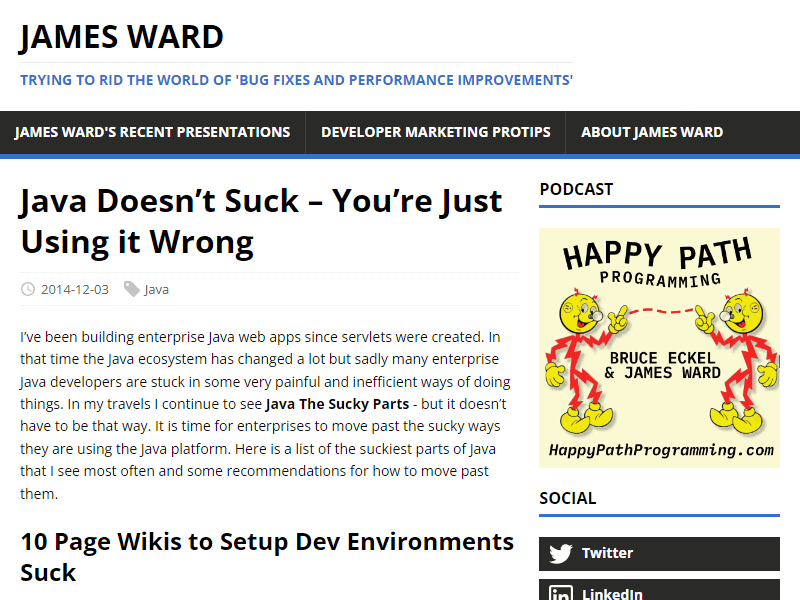 JAMES WARD
TRYING TO RID THE WORLD OF 'BUG FIXES AND PERFORMANCE IMPROVEMENTS'
JAMES WARD'S RECENT PRESENTATIONS
DEVELOPER MARKETING PROTIPS
ABOUT JAMES WARD
Java Doesn’t Suck – You’re Just
Using it Wrong
2014-12-03
Java
I’ve been building enterprise Java web apps since servlets were created. In
that time the Java ecosystem has changed a lot but sadly many enterprise
Java developers are stuck in some very painful and inefficient ways of doing
things. In my travels I continue to see Java The Sucky Parts - but it doesn’t
have to be that way. It is time for enterprises to move past the sucky ways
they are using the Java platform. Here is a list of the suckiest parts of Java
that I see most often and some recommendations for how to move past
them.
10 Page Wikis to Setup Dev Environments
Suck
PODCAST
HAPPY PATH
PROGRAMMING
BRUCE ECKEL
& JAMES WARD
HappyPathProgramming.com
SOCIAL
Twitter
LinkedIn